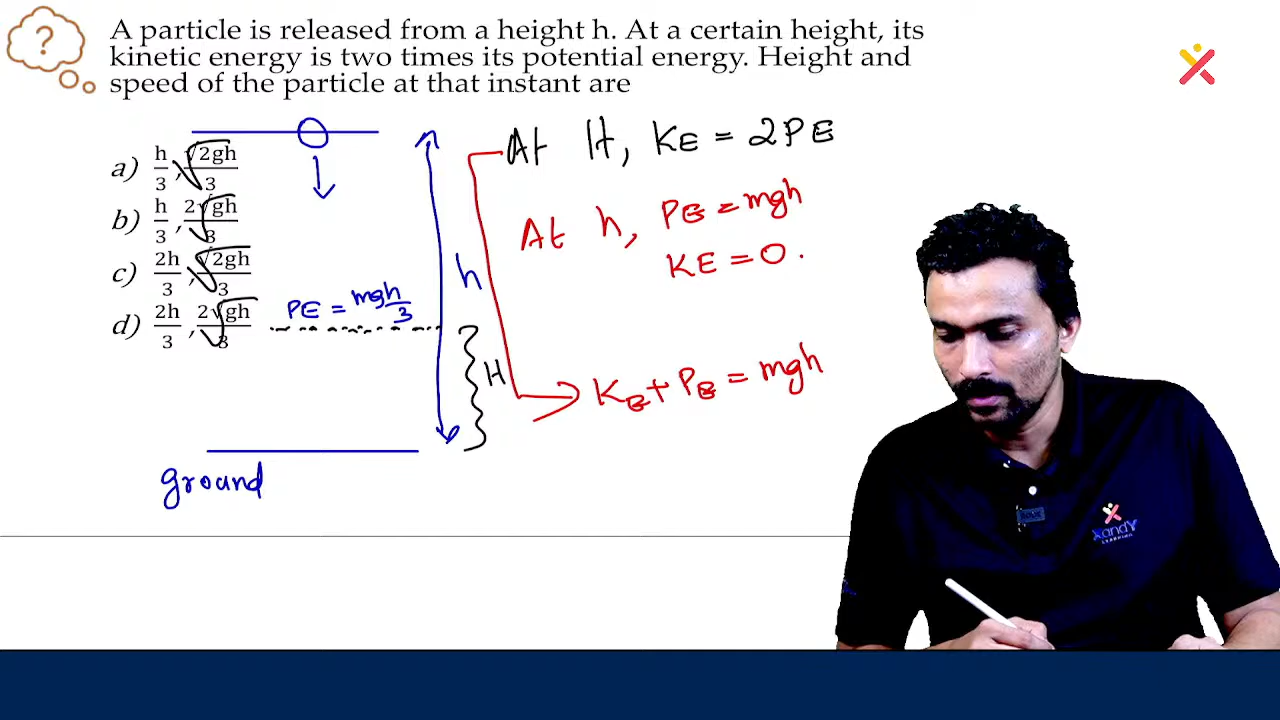 ?
A particle is released from a height h. At a certain height, its
kinetic energy is two times its potential energy. Height and
speed of the particle at that instant are
a) h/3, √2gh/3
b) h/3, 2√gh/3
c) 2h/3, √2gh/3
d) 2h/3, 2√gh/3
PE = mgh/3
h
H
ground
At H, KE = 2PE
At h, PE = mgh
KE = 0.
KE + PE = mgh
XandY
LEARNING